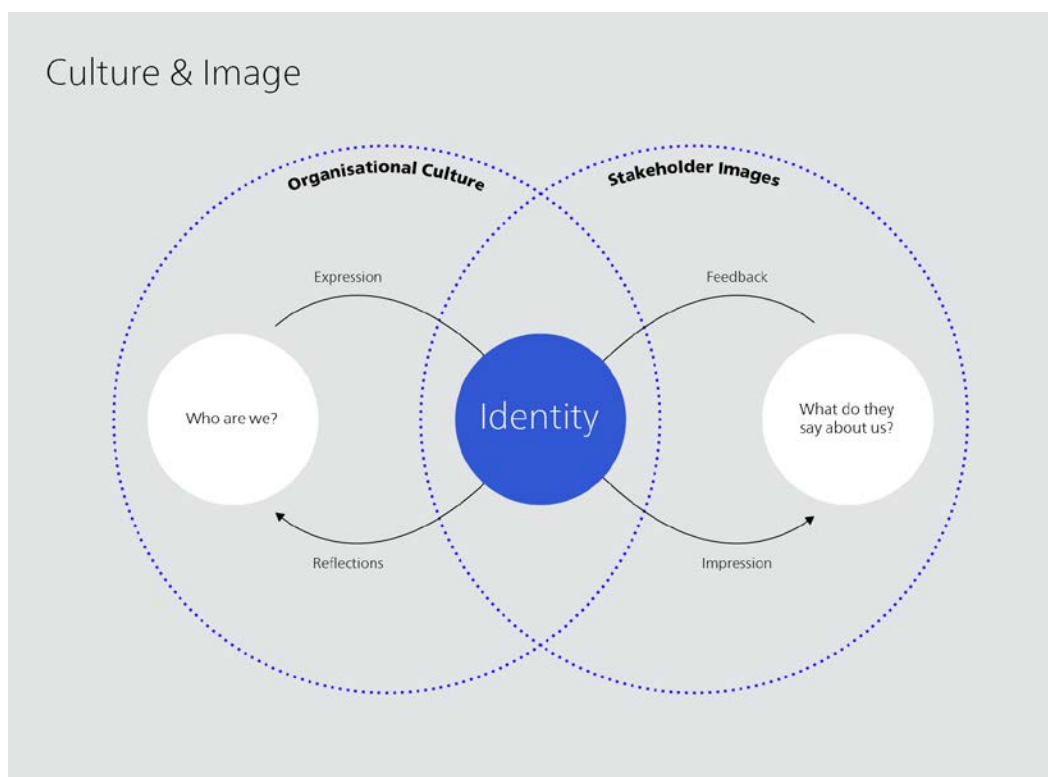 Culture & Image
Organisational Culture
Stakeholder Images
Expression
Feedback
Who are we?
Identity
What do they
say about us?
Reflections
Impression